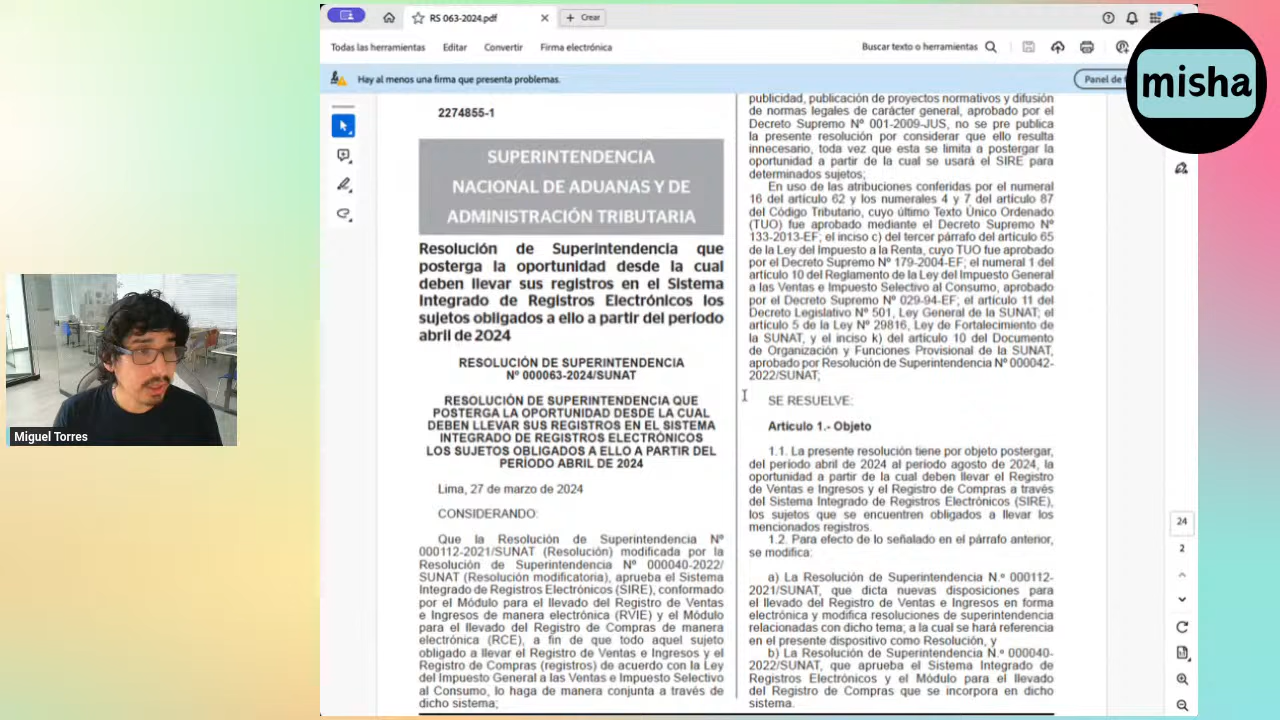 RS 063-2024.pdf
Crear
Todas las herramientas
Editar
Convertir
Firma electrónica
Buscar texto o herramientas
Hay al menos una firma que presenta problemas.
Panel de
misha
Miguel Torres
2274855-1
SUPERINTENDENCIA
NACIONAL DE ADUANAS Y DE
ADMINISTRACIÓN TRIBUTARIA
Resolución de Superintendencia que
posterga la oportunidad desde la cual
deben llevar sus registros en el Sistema
Integrado de Registros Electrónicos los
sujetos obligados a ello a partir del período
abril de 2024
RESOLUCIÓN DE SUPERINTENDENCIA
Nº 000063-2024/SUNAT
RESOLUCIÓN DE SUPERINTENDENCIA QUE
POSTERGA LA OPORTUNIDAD DESDE LA CUAL
DEBEN LLEVAR SUS REGISTROS EN EL SISTEMA
INTEGRADO DE REGISTROS ELECTRÓNICOS
LOS SUJETOS OBLIGADOS A ELLO A PARTIR DEL
PERÍODO ABRIL DE 2024
Lima, 27 de marzo de 2024
CONSIDERANDO:
Que la Resolución de Superintendencia Nº
000112-2021/SUNAT (Resolución) modificada por la
Resolución de Superintendencia Nº 000040-2022/
SUNAT (Resolución modificatoria), aprueba el Sistema
Integrado de Registros Electrónicos (SIRE), conformado
por el Módulo para el llevado del Registro de Ventas
e Ingresos de manera electrónica (RVIE) y el Módulo
para el llevado del Registro de Compras de manera
electrónica (RCE), a fin de que todo aquel sujeto
obligado a llevar el Registro de Ventas e Ingresos y el
Registro de Compras (registros) de acuerdo con la Ley
del Impuesto General a las Ventas e Impuesto Selectivo
al Consumo, lo haga de manera conjunta a través de
dicho sistema;
publicidad, publicación de proyectos normativos y difusión
de normas legales de carácter general, aprobado por el
Decreto Supremo Nº 001-2009-JUS, no se pre publica
la presente resolución por considerar que ello resulta
innecesario, toda vez que esta se limita a postergar la
oportunidad a partir de la cual se usará el SIRE para
determinados sujetos;
En uso de las atribuciones conferidas por el numeral
16 del artículo 62 y los numerales 4 y 7 del artículo 87
del Código Tributario, cuyo último Texto Único Ordenado
(TUO) fue aprobado mediante el Decreto Supremo Nº
133-2013-EF; el inciso c) del tercer párrafo del artículo 65
de la Ley del Impuesto a la Renta, cuyo TUO fue aprobado
por el Decreto Supremo Nº 179-2004-EF; el numeral 1 del
artículo 10 del Reglamento de la Ley del Impuesto General
a las Ventas e Impuesto Selectivo al Consumo, aprobado
por el Decreto Supremo Nº 029-94-EF; el artículo 11 del
Decreto Legislativo Nº 501, Ley General de la SUNAT; el
artículo 5 de la Ley Nº 29816, Ley de Fortalecimiento de
la SUNAT, y el inciso k) del artículo 10 del Documento
de Organización y Funciones Provisional de la SUNAT,
aprobado por Resolución de Superintendencia Nº 000042-
2022/SUNAT;
SE RESUELVE:
Artículo 1.- Objeto
1.1. La presente resolución tiene por objeto postergar,
del período abril de 2024 al período agosto de 2024, la
oportunidad a partir de la cual deben llevar el Registro
de Ventas e Ingresos y el Registro de Compras a través
del Sistema Integrado de Registros Electrónicos (SIRE),
los sujetos que se encuentren obligados a llevar los
mencionados registros.
1.2. Para efecto de lo señalado en el párrafo anterior,
se modifica:
a) La Resolución de Superintendencia N.º 000112-
2021/SUNAT, que dicta nuevas disposiciones para
el llevado del Registro de Ventas e Ingresos en forma
electrónica y modifica resoluciones de superintendencia
relacionadas con dicho tema; a la cual se hará referencia
en el presente dispositivo como Resolución, y
b) La Resolución de Superintendencia N.º 000040-
2022/SUNAT, que aprueba el Sistema Integrado de
Registros Electrónicos y el Módulo para el llevado
del Registro de Compras que se incorpora en dicho
sistema.
24
2